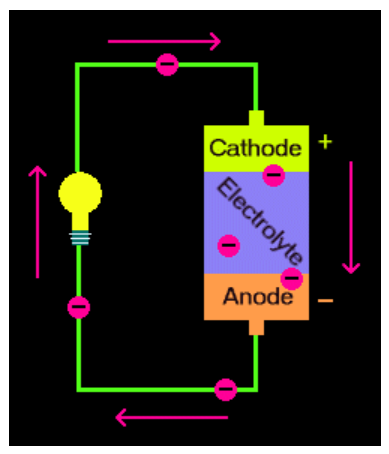 Cathode +
Electrolyte
Anode −